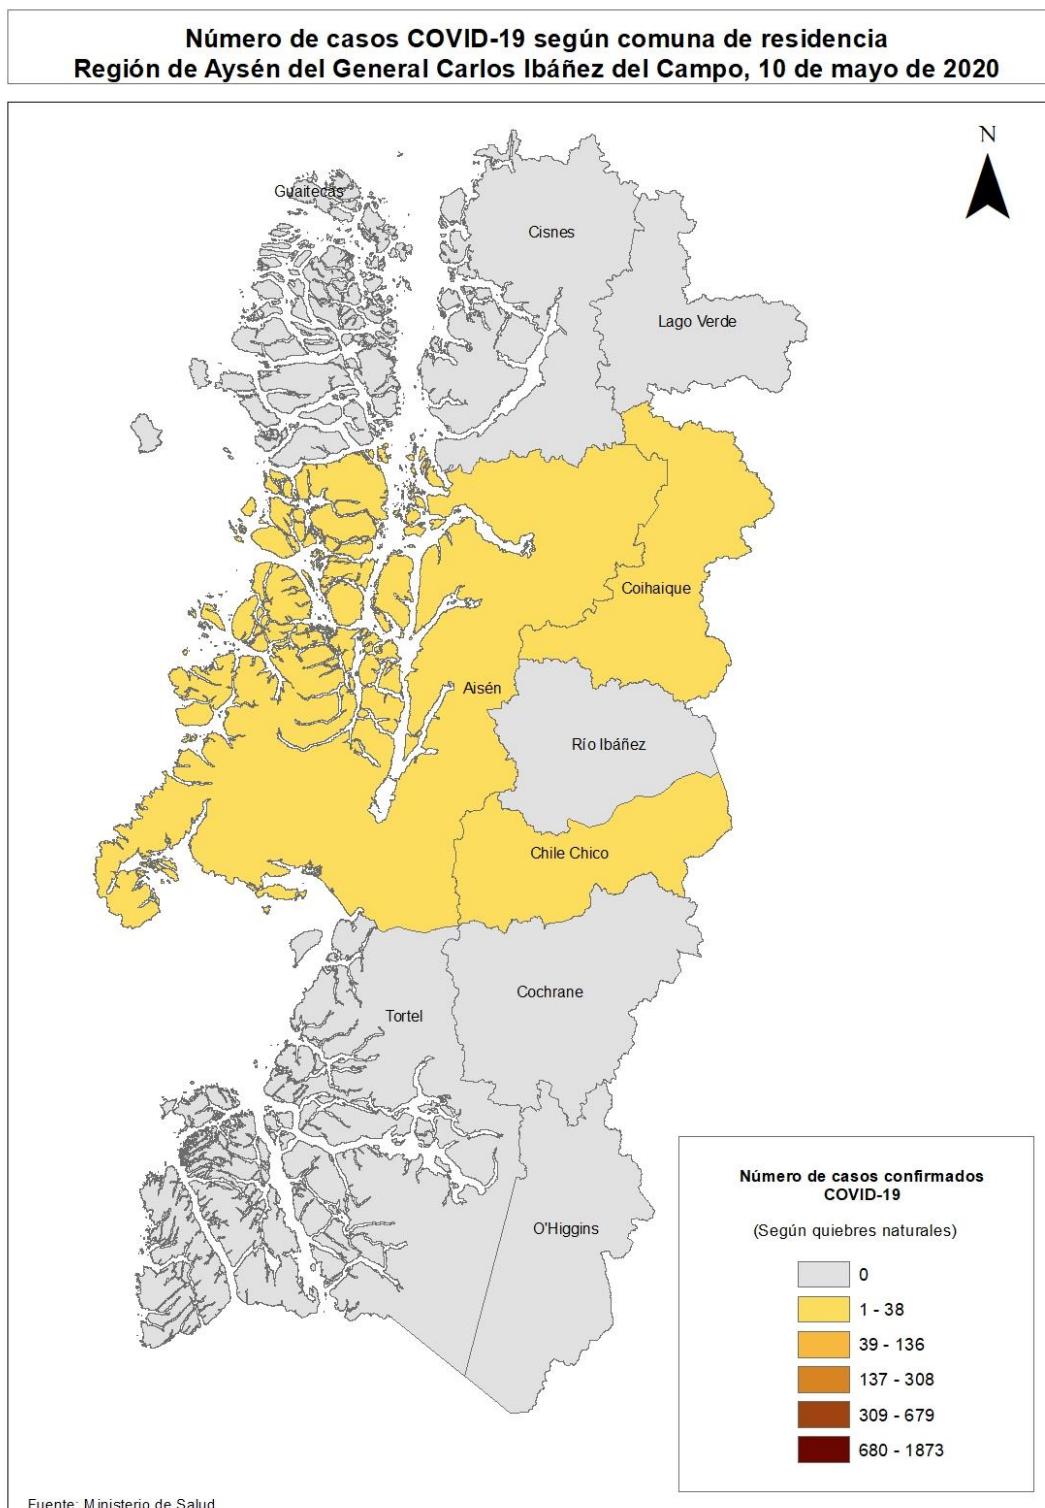 Número de casos COVID-19 según comuna de residencia
Región de Aysén del General Carlos Ibáñez del Campo, 10 de mayo de 2020
N
Guaitecas
Cisnes
Lago Verde
Coihaique
Aisén
Río Ibáñez
Chile Chico
Cochrane
Tortel
O'Higgins
Número de casos confirmados
COVID-19
(Según quiebres naturales)
0
1 - 38
39 - 136
137 - 308
309 - 679
680 - 1873
Fuente: Ministerio de Salud